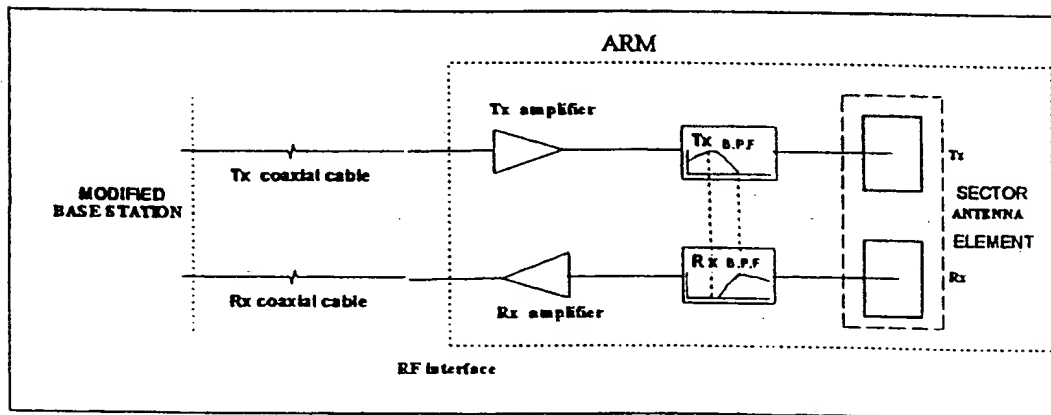 ARM
Tx amplifier
Tx B.P.F
Tx
Tx coaxial cable
MODIFIED
BASE STATION
SECTOR
ANTENNA
ELEMENT
Rx B.P.F
Rx
Rx coaxial cable
Rx amplifier
RF interface